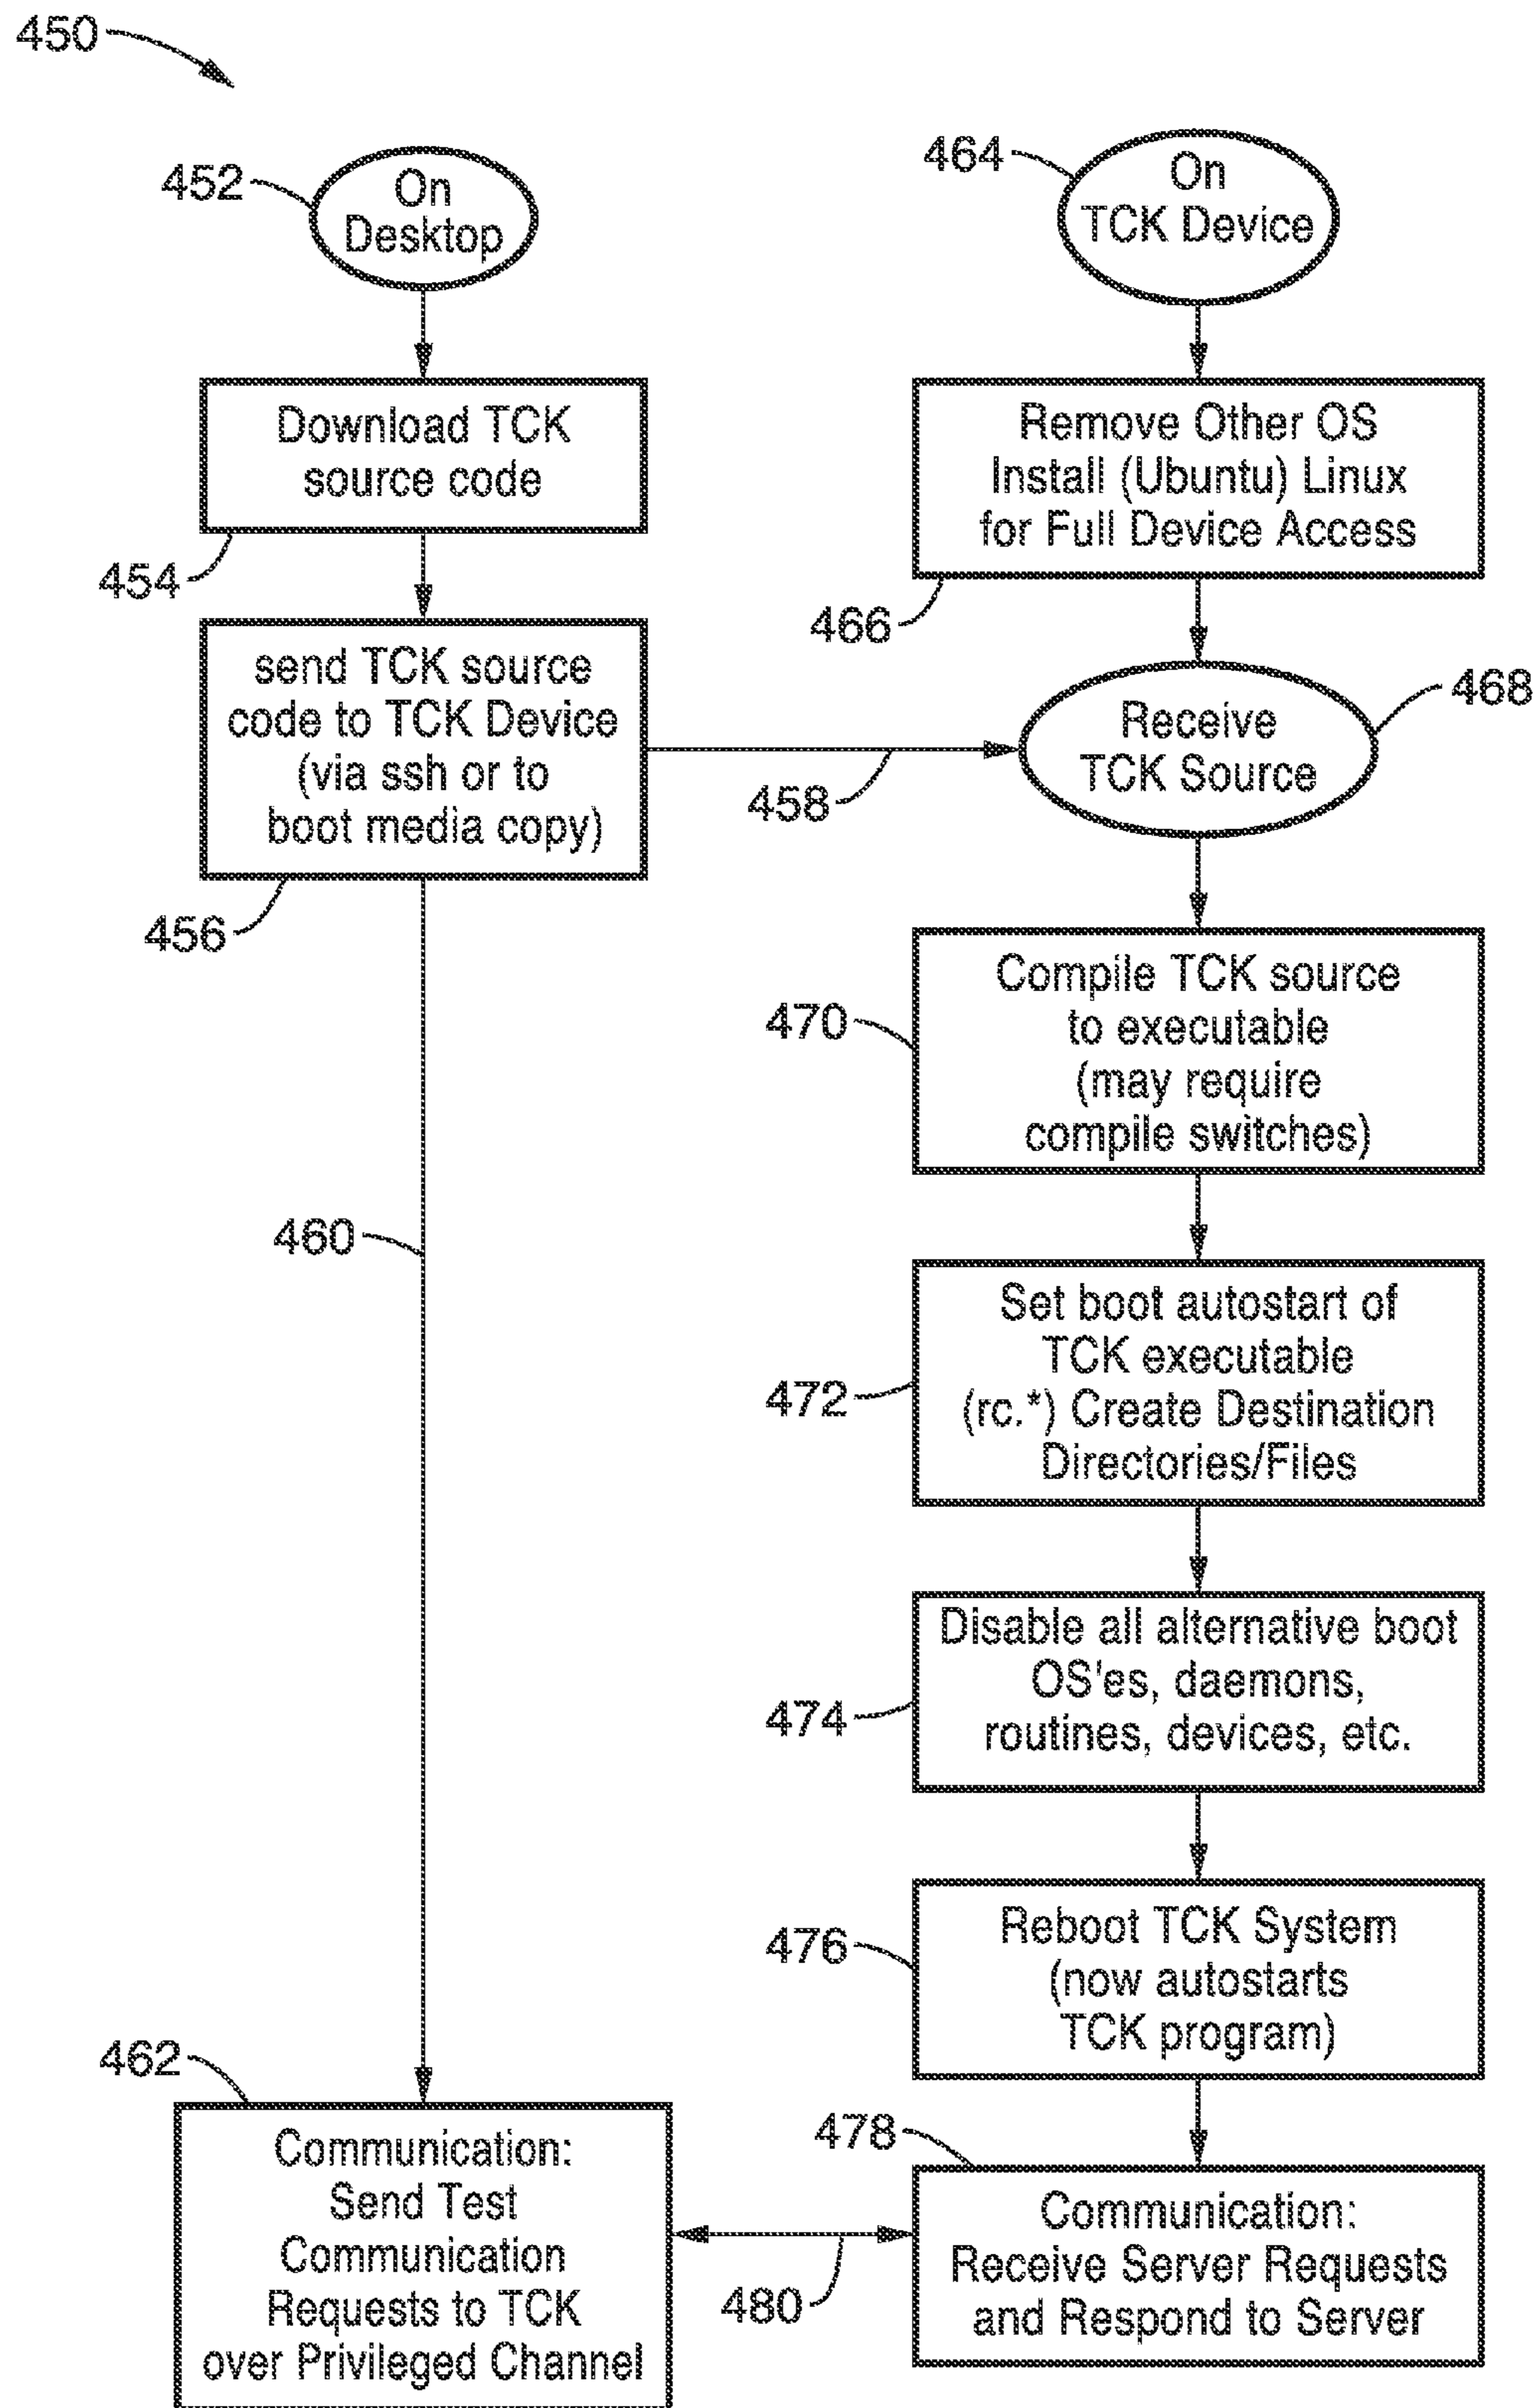 450
452
On
Desktop
Download TCK
source code
454
send TCK source
code to TCK Device
(via ssh or to
boot media copy)
456
458
460
462
Communication:
Send Test
Communication
Requests to TCK
over Privileged Channel
464
On
TCK Device
Remove Other OS
Install (Ubuntu) Linux
for Full Device Access
466
468
Receive
TCK Source
470
Compile TCK source
to executable
(may require
compile switches)
472
Set boot autostart of
TCK executable
(rc.*) Create Destination
Directories/Files
474
Disable all alternative boot
OS'es, daemons,
routines, devices, etc.
476
Reboot TCK System
(now autostarts
TCK program)
478
Communication:
Receive Server Requests
and Respond to Server
480